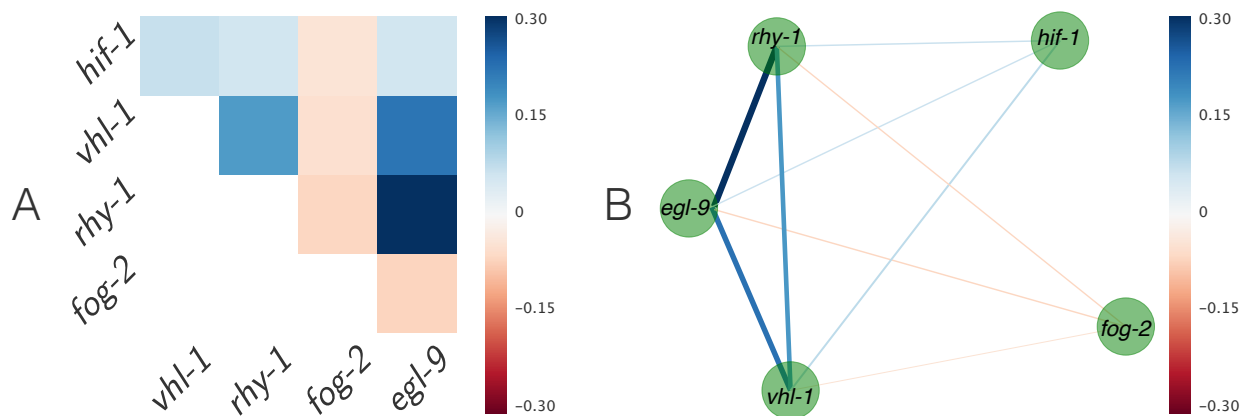 A
hif-1
vhl-1
rhy-1
fog-2
vhl-1
rhy-1
fog-2
egl-9
0.30
0.15
0
–0.15
–0.30
B
rhy-1
hif-1
egl-9
fog-2
vhl-1
0.30
0.15
0
–0.15
–0.30